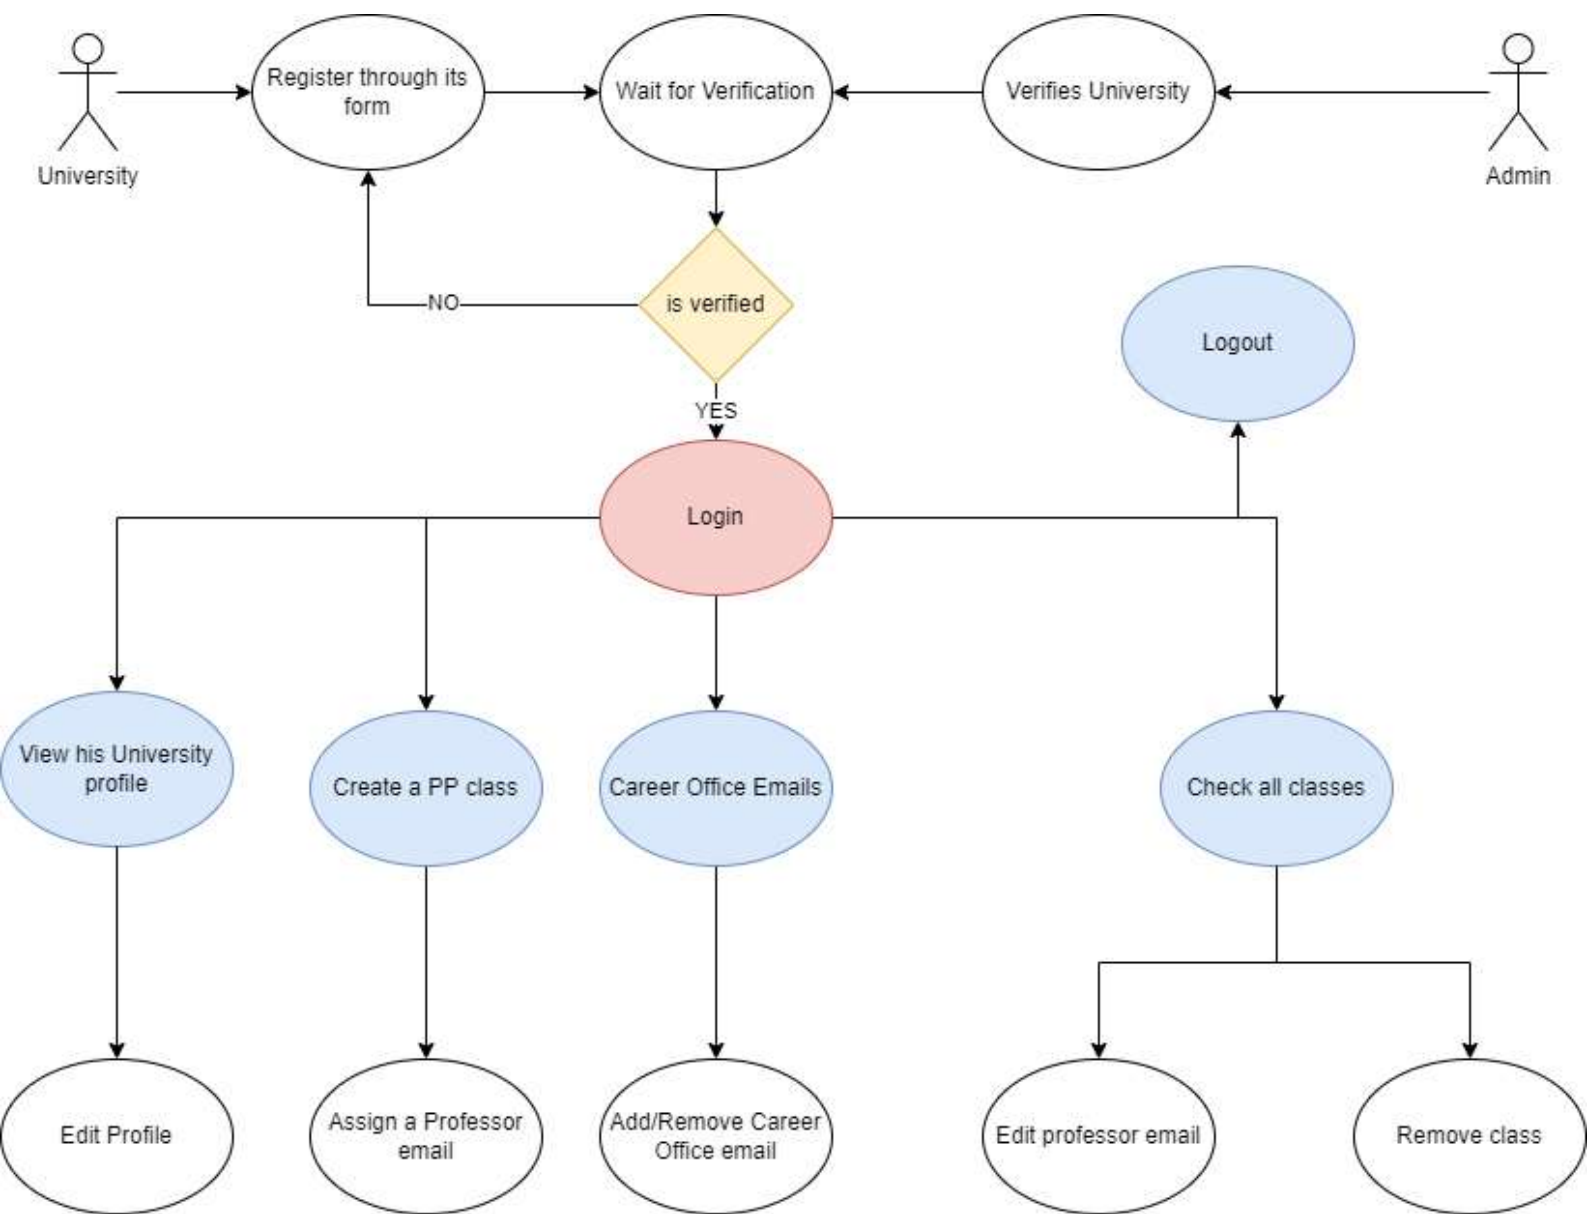 Register through its
form
Wait for Verification
Verifies University
University
Admin
is verified
NO
Logout
YES
Login
View his University
profile
Create a PP class
Career Office Emails
Check all classes
Edit Profile
Assign a Professor
email
Add/Remove Career
Office email
Edit professor email
Remove class